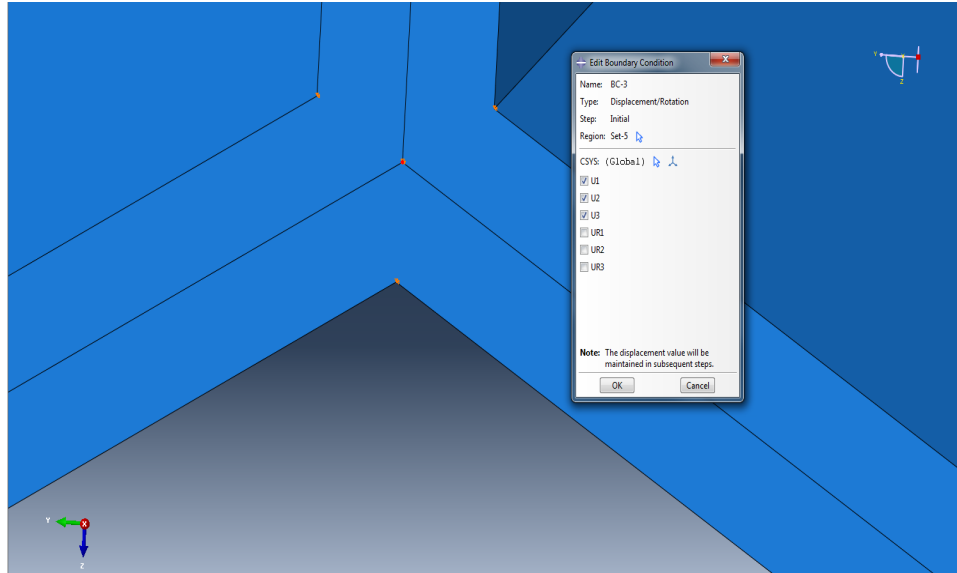 Edit Boundary Condition
X
Name: BC-3
Type: Displacement/Rotation
Step: Initial
Region: Set-5
CSYS: (Global)
U1
U2
U3
UR1
UR2
UR3
Note: The displacement value will be
maintained in subsequent steps.
OK Cancel
Y
Z
Y X
Z